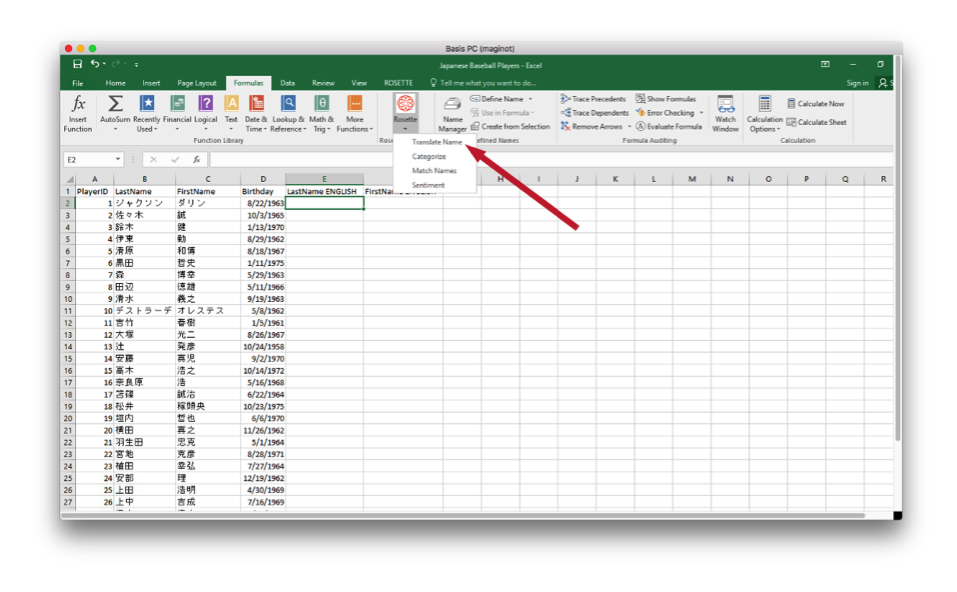 Basis PC (maginot)
Japanese Baseball Players - Excel
File Home Insert Page Layout Formulas Data Review View ROSETTE Tell me what you want to do... Sign in
fx Insert Function
Σ AutoSum
Recently Used
Financial
Logical
Text
Date & Time
Lookup & Reference
Math & Trig
More Functions
Rosette
Name Manager
Define Name
Use in Formula
Create from Selection
Trace Precedents
Trace Dependents
Remove Arrows
Show Formulas
Error Checking
Evaluate Formula
Watch Window
Calculation Options
Calculate Now
Calculate Sheet
Function Library
Formula Auditing
Calculation
Translate Name
Categorize
Match Names
Sentiment
E2 fx
A B C D E H I J K L M N O P Q R
1 PlayerID LastName FirstName Birthday LastName ENGLISH
2 1 ジャクソン ダリン 8/22/1963
3 2 佐々木 誠 10/3/1965
4 3 鈴木 健 1/13/1970
5 4 伊東 勤 8/29/1962
6 5 清原 和博 8/18/1967
7 6 黒田 哲史 1/11/1975
8 7 森 博幸 5/29/1963
9 8 田辺 徳雄 5/11/1966
10 9 清水 義之 9/19/1963
11 10 デストラーデ オレステス 5/8/1962
12 11 吉竹 春樹 1/5/1961
13 12 大塚 光二 8/26/1967
14 13 辻 発彦 10/24/1958
15 14 安藤 真児 9/2/1970
16 15 高木 浩之 10/14/1972
17 16 奈良原 浩 5/16/1968
18 17 笘篠 誠治 6/22/1964
19 18 松井 稼頭央 10/23/1975
20 19 垣内 哲也 6/6/1970
21 20 横田 真之 11/26/1962
22 21 羽生田 忠克 5/1/1964
23 22 宮地 克彦 8/28/1971
24 23 植田 幸弘 7/27/1964
25 24 安部 理 12/19/1962
26 25 上田 浩明 4/30/1969
27 26 上中 吉成 7/16/1969